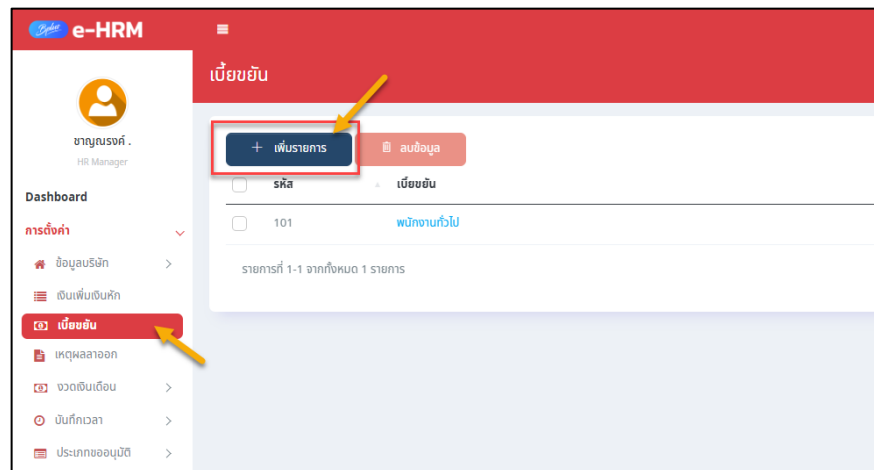 Bplus e-HRM
เบี้ยขยัน
ชาญณรงค์ .
HR Manager
Dashboard
การตั้งค่า
ข้อมูลบริษัท
เงินเพิ่มเงินหัก
เบี้ยขยัน
เหตุผลลาออก
งวดเงินเดือน
บันทึกเวลา
ประเภทขออนุมัติ
+ เพิ่มรายการ
ลบข้อมูล
รหัส เบี้ยขยัน
101 พนักงานทั่วไป
รายการที่ 1-1 จากทั้งหมด 1 รายการ